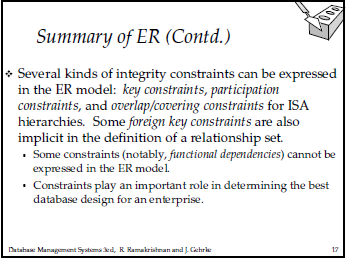 Summary of ER (Contd.)
❖ Several kinds of integrity constraints can be expressed
in the ER model: key constraints, participation
constraints, and overlap/covering constraints for ISA
hierarchies. Some foreign key constraints are also
implicit in the definition of a relationship set.
▪ Some constraints (notably, functional dependencies) cannot be
expressed in the ER model.
▪ Constraints play an important role in determining the best
database design for an enterprise.
Database Management Systems 3ed, R. Ramakrishnan and J. Gehrke 17